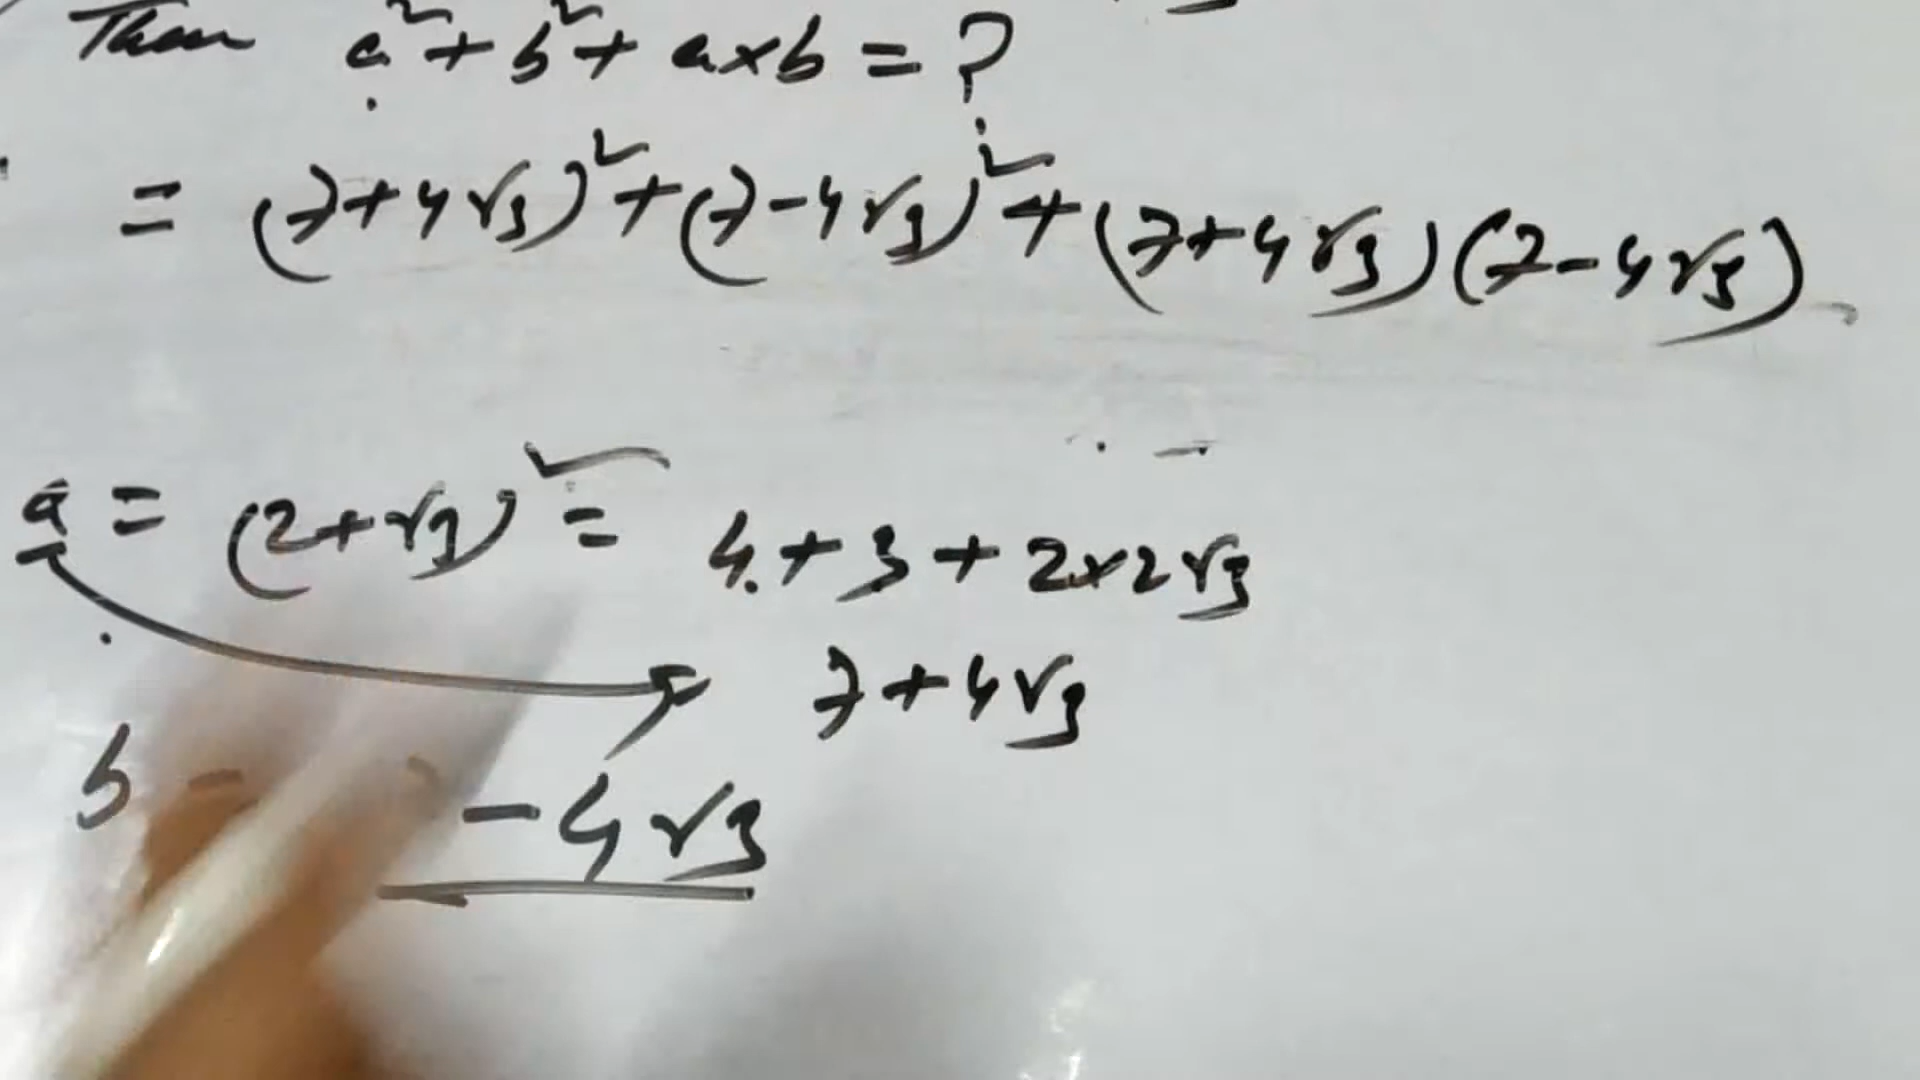 Then a² + b² + a×b = ?
= (7+4√3)² + (7-4√3)² + (7+4√3)(7-4√3)
a = (2+√3)² = 4+3+2×2√3
7+4√3
b - 4√3